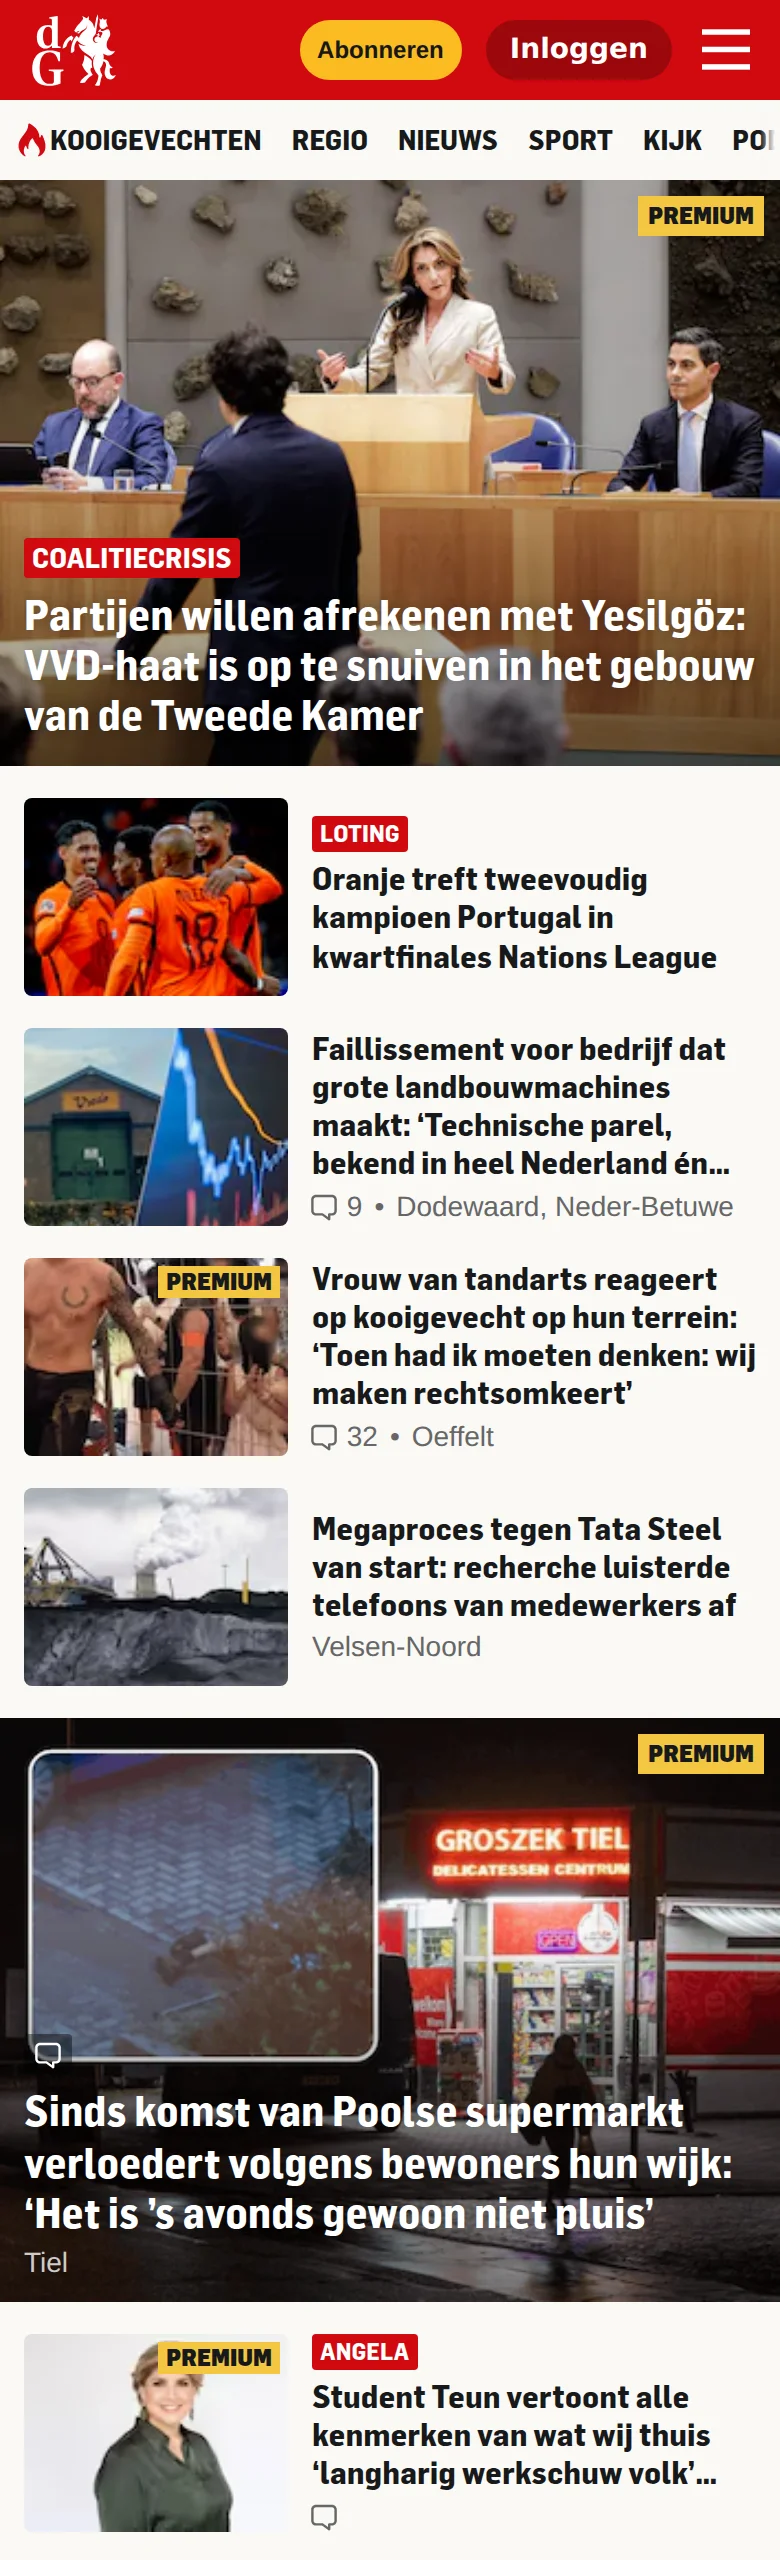 dG
Abonneren
Inloggen
KOOIGEVECHTEN REGIO NIEUWS SPORT KIJK
PREMIUM
COALITIECRISIS
Partijen willen afrekenen met Yesilgöz:
VVD-haat is op te snuiven in het gebouw
van de Tweede Kamer
LOTING
Oranje treft tweevoudig
kampioen Portugal in
kwartfinales Nations League
18
Faillissement voor bedrijf dat
grote landbouwmachines
maakt: ‘Technische parel,
bekend in heel Nederland én...
9 • Dodewaard, Neder-Betuwe
PREMIUM
Vrouw van tandarts reageert
op kooigevecht op hun terrein:
‘Toen had ik moeten denken: wij
maken rechtsomkeert’
32 • Oeffelt
Megaproces tegen Tata Steel
van start: recherche luisterde
telefoons van medewerkers af
Velsen-Noord
PREMIUM
GROSZEK TIEL
DELICATESSEN CENTRUM
OPEN
welkom
Sinds komst van Poolse supermarkt
verloedert volgens bewoners hun wijk:
‘Het is ’s avonds gewoon niet pluis’
Tiel
PREMIUM
ANGELA
Student Teun vertoont alle
kenmerken van wat wij thuis
‘langharig werkschuw volk’...